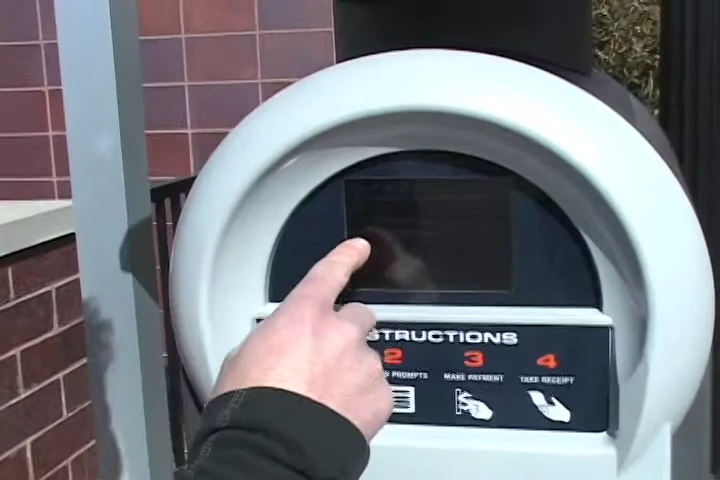 STRUCTIONS
2 3 4
PROMPTS MAKE PAYMENT TAKE RECEIPT